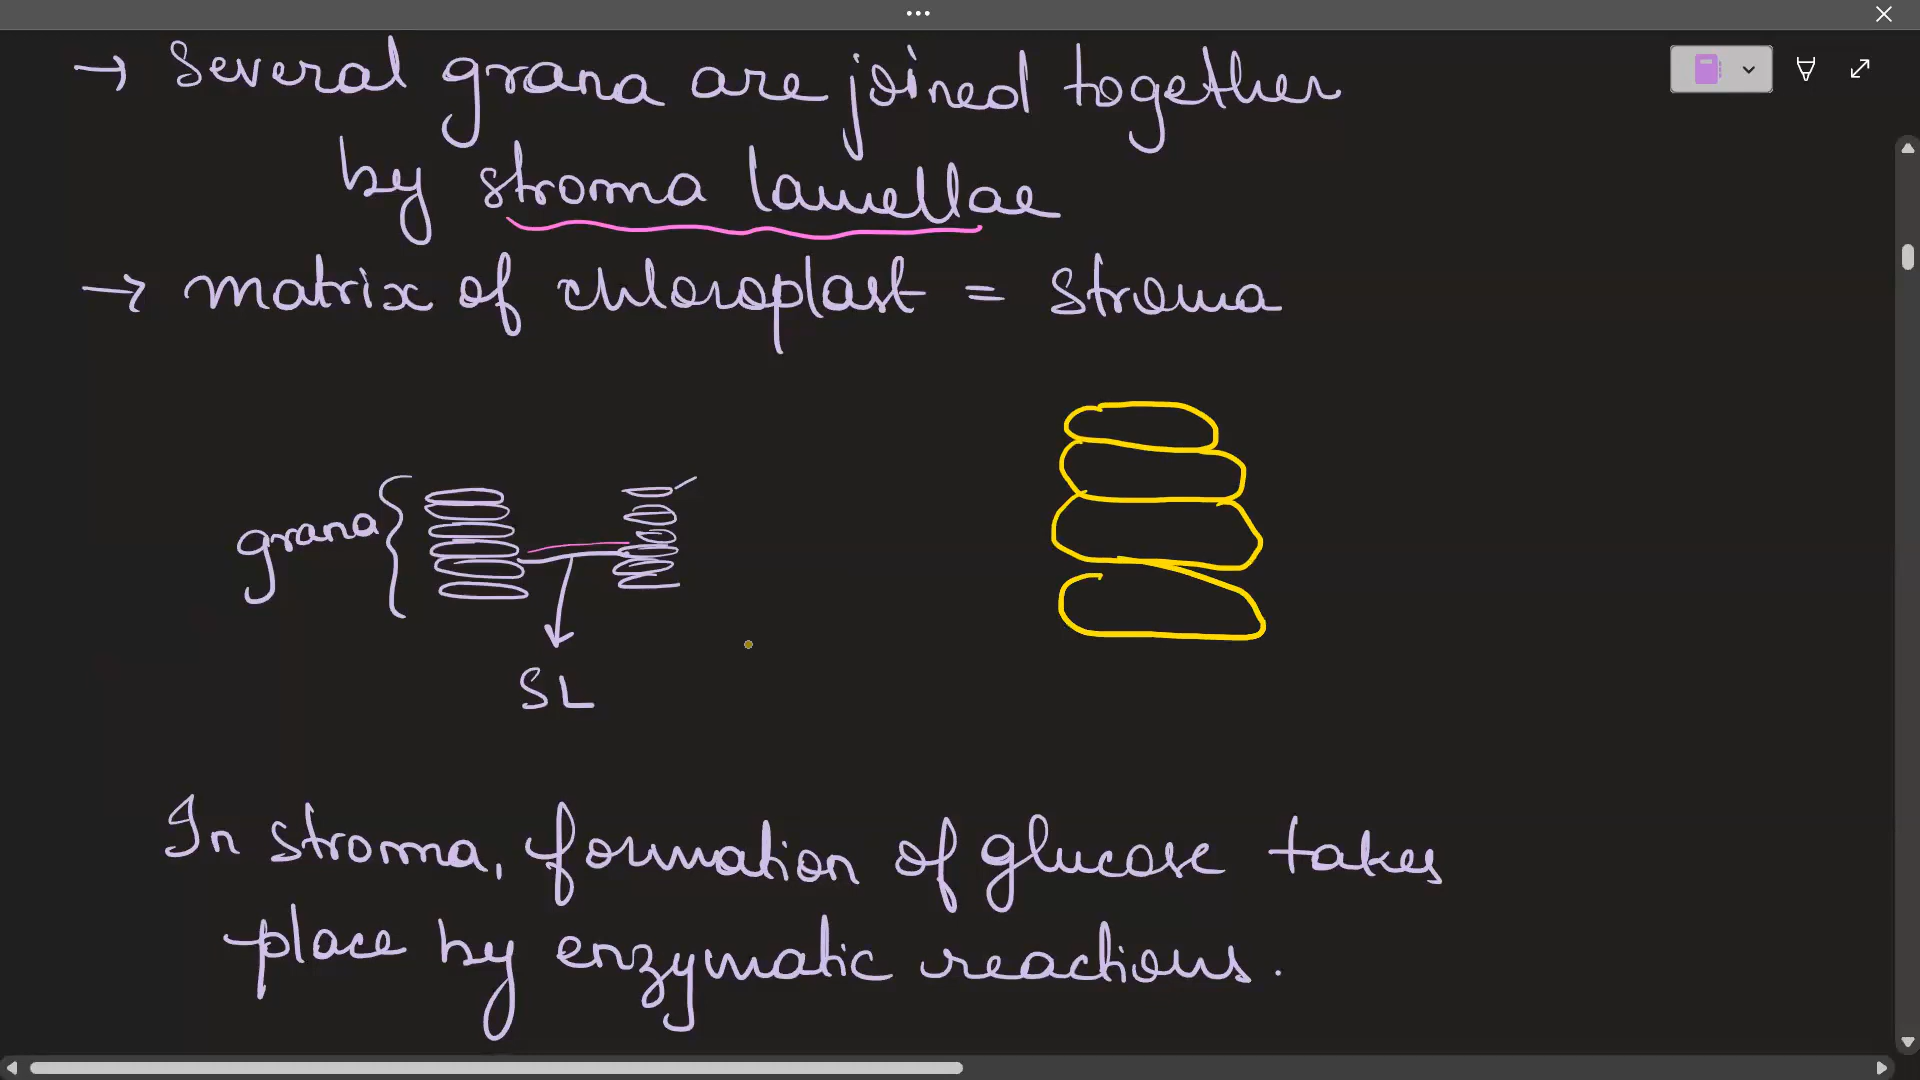 → Several grana are joined together
by stroma lamellae
→ matrix of chloroplast = stroma
grana
SL
In stroma, formation of glucose takes
place by enzymatic reactions.